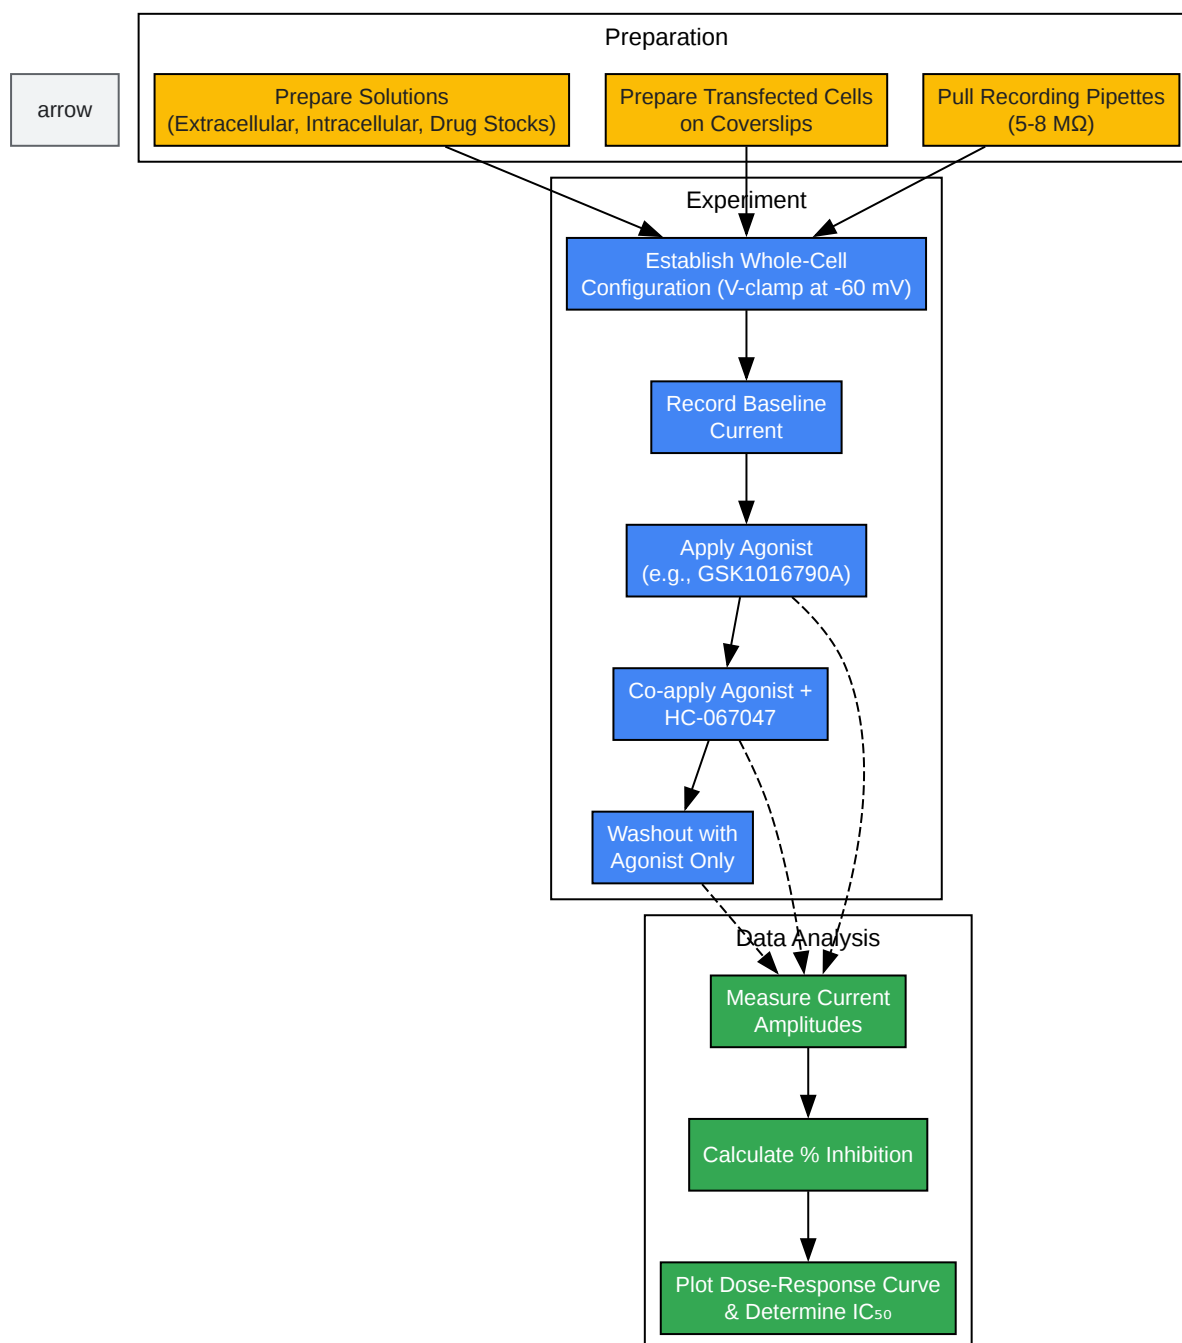 Preparation
arrow
Prepare Solutions
(Extracellular, Intracellular, Drug Stocks)
Prepare Transfected Cells
on Coverslips
Pull Recording Pipettes
(5-8 MΩ)
Experiment
Establish Whole-Cell
Configuration (V-clamp at -60 mV)
Record Baseline
Current
Apply Agonist
(e.g., GSK1016790A)
Co-apply Agonist +
HC-067047
Washout with
Agonist Only
Data Analysis
Measure Current
Amplitudes
Calculate % Inhibition
Plot Dose-Response Curve
& Determine IC₅₀